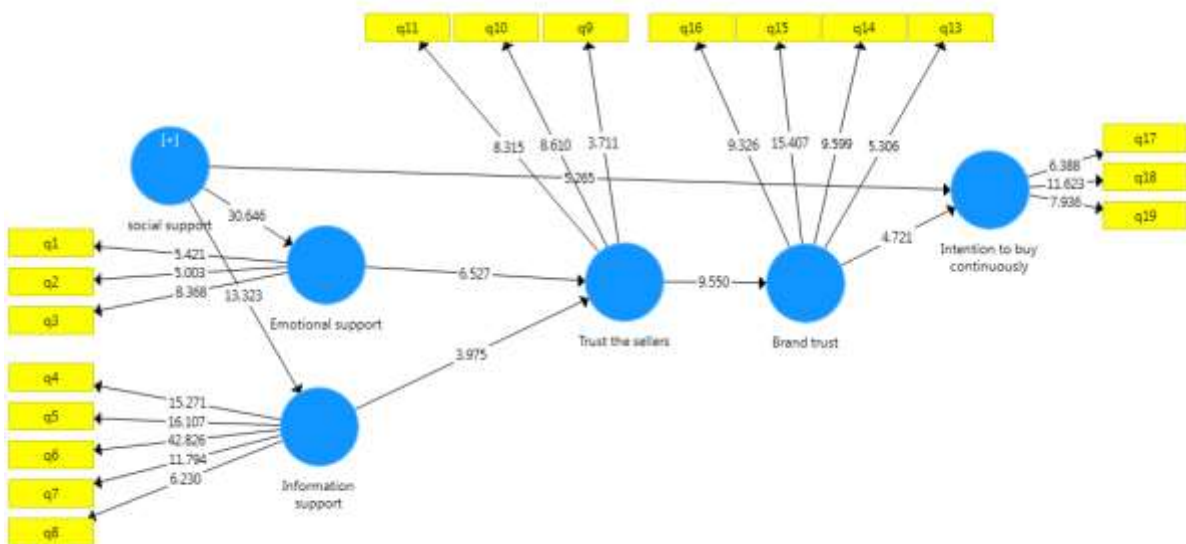 q11
q10
q9
q16
q15
q14
q13
8.315
8.610
3.711
9.326
15.407
9.599
5.306
[+]
social support
5.265
q17
q18
q19
6.388
11.623
7.936
Intention to buy
continuously
30.646
13.323
q1
q2
q3
5.421
5.003
8.368
Emotional support
6.527
Trust the sellers
9.550
Brand trust
4.721
3.975
q4
q5
q6
q7
q8
15.271
16.107
42.826
11.794
6.230
Information
support